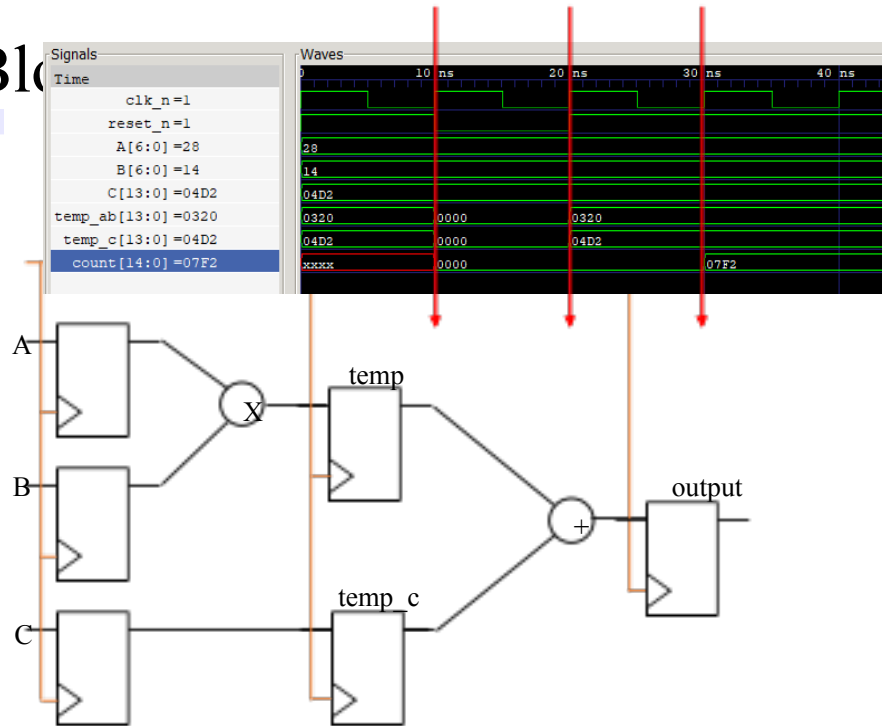 Signals
Waves
Time
0 10 ns 20 ns 30 ns 40 ns
clk_n=1
reset_n=1
A[6:0]=28
28
B[6:0]=14
14
C[13:0]=04D2
04D2
temp_ab[13:0]=0320
0320 0000 0320
temp_c[13:0]=04D2
04D2 0000 04D2
count[14:0]=07F2
xxxx 0000 07F2
A
temp
X
B
output
+
temp_c
C